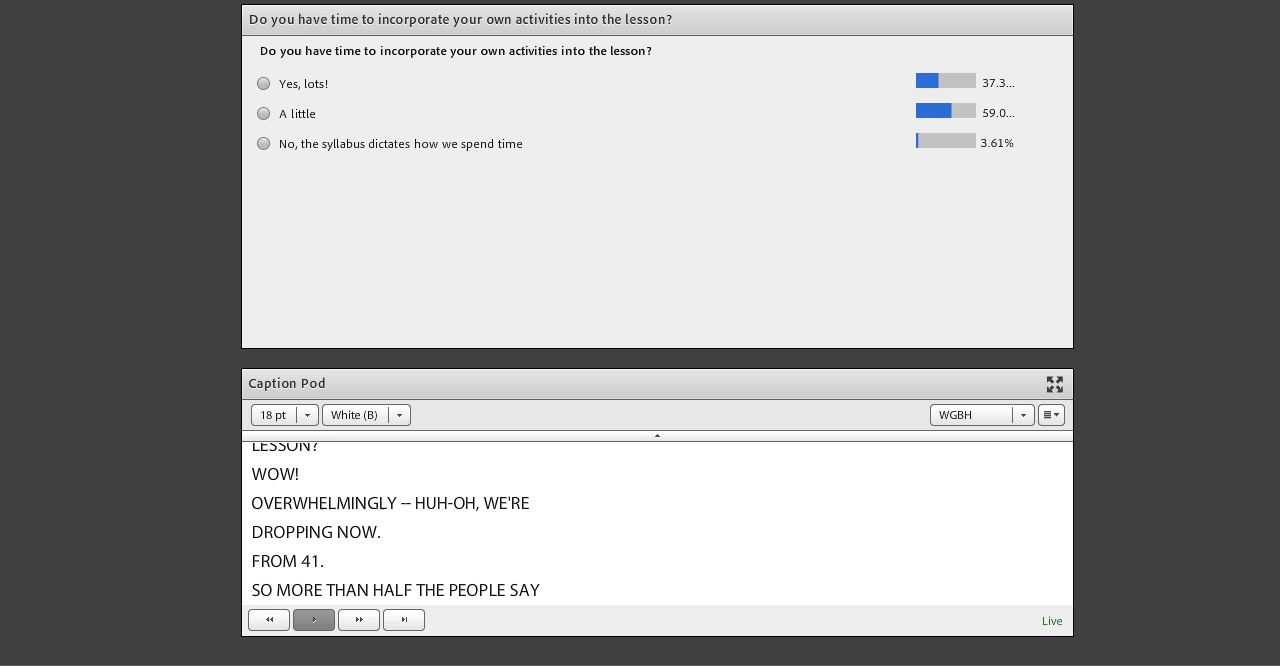 Do you have time to incorporate your own activities into the lesson?
Do you have time to incorporate your own activities into the lesson?
Yes, lots! 37.3...
A little 59.0...
No, the syllabus dictates how we spend time 3.61%
Caption Pod
18 pt White (B) WGBH
LESSON?
WOW!
OVERWHELMINGLY -- HUH-OH, WE'RE
DROPPING NOW.
FROM 41.
SO MORE THAN HALF THE PEOPLE SAY
Live